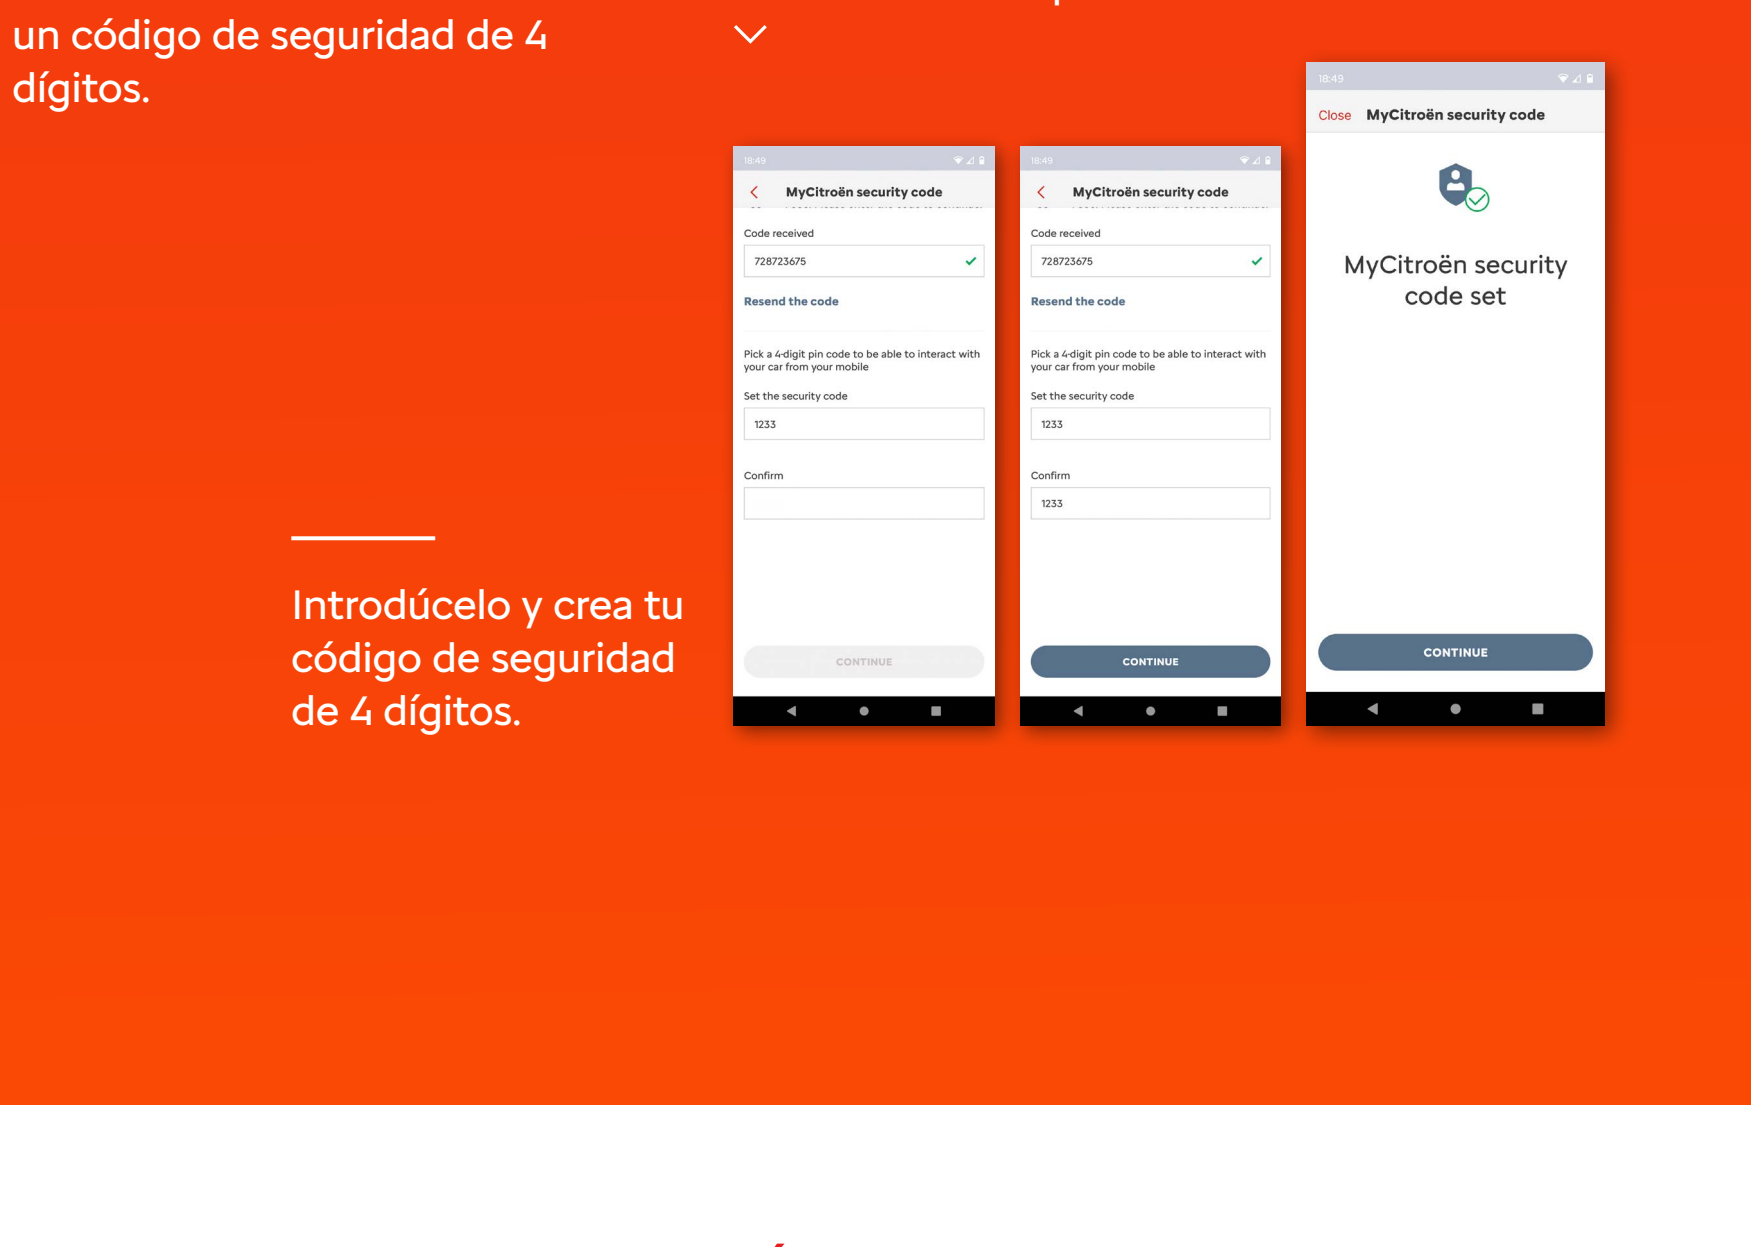 un código de seguridad de 4
dígitos.
18:49
MyCitroën security code
Code received
728723675
Resend the code
Pick a 4-digit pin code to be able to interact with
your car from your mobile
Set the security code
1233
Confirm
CONTINUE
18:49
MyCitroën security code
Code received
728723675
Resend the code
Pick a 4-digit pin code to be able to interact with
your car from your mobile
Set the security code
1233
Confirm
1233
CONTINUE
18:49
Close MyCitroën security code
MyCitroën security
code set
CONTINUE
Introdúcelo y crea tu
código de seguridad
de 4 dígitos.